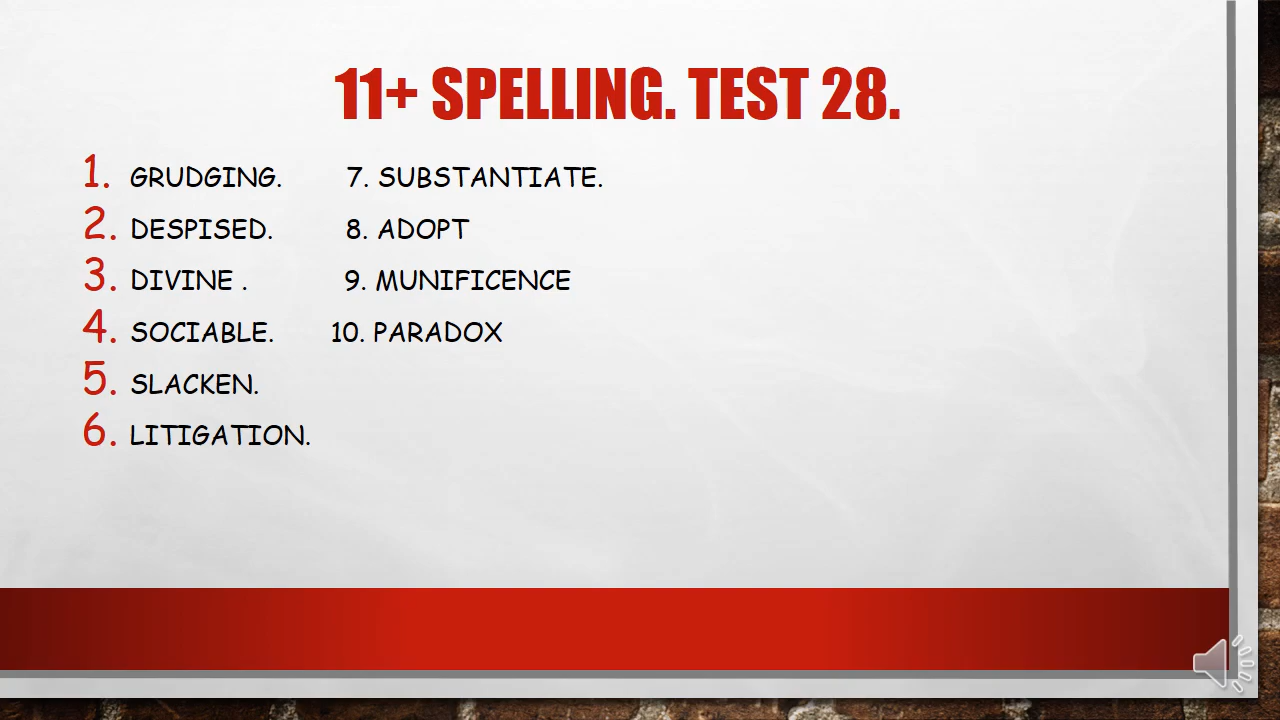 11+ SPELLING. TEST 28.
1. GRUDGING. 7. SUBSTANTIATE.
2. DESPISED. 8. ADOPT
3. DIVINE . 9. MUNIFICENCE
4. SOCIABLE. 10. PARADOX
5. SLACKEN.
6. LITIGATION.